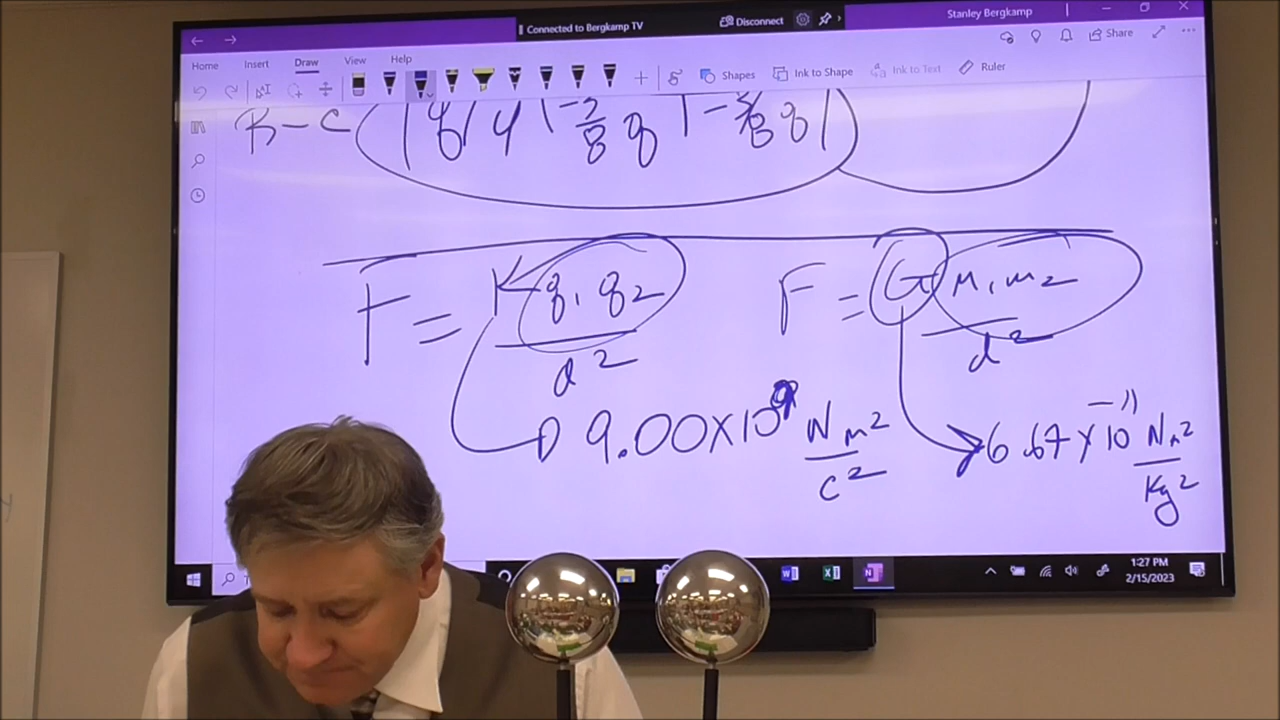 Connected to Bergkamp TV
Disconnect
Stanley Bergkamp
Home Insert Draw View Help
Share
Shapes Ink to Shape Ink to Text Ruler
B-C
F = K q₁ q₂ / d²
F = G m₁ m₂ / d²
9.00×10⁹ N m² / C²
6.67×10⁻¹¹ N m² / Kg²
1:27 PM
2/15/2023